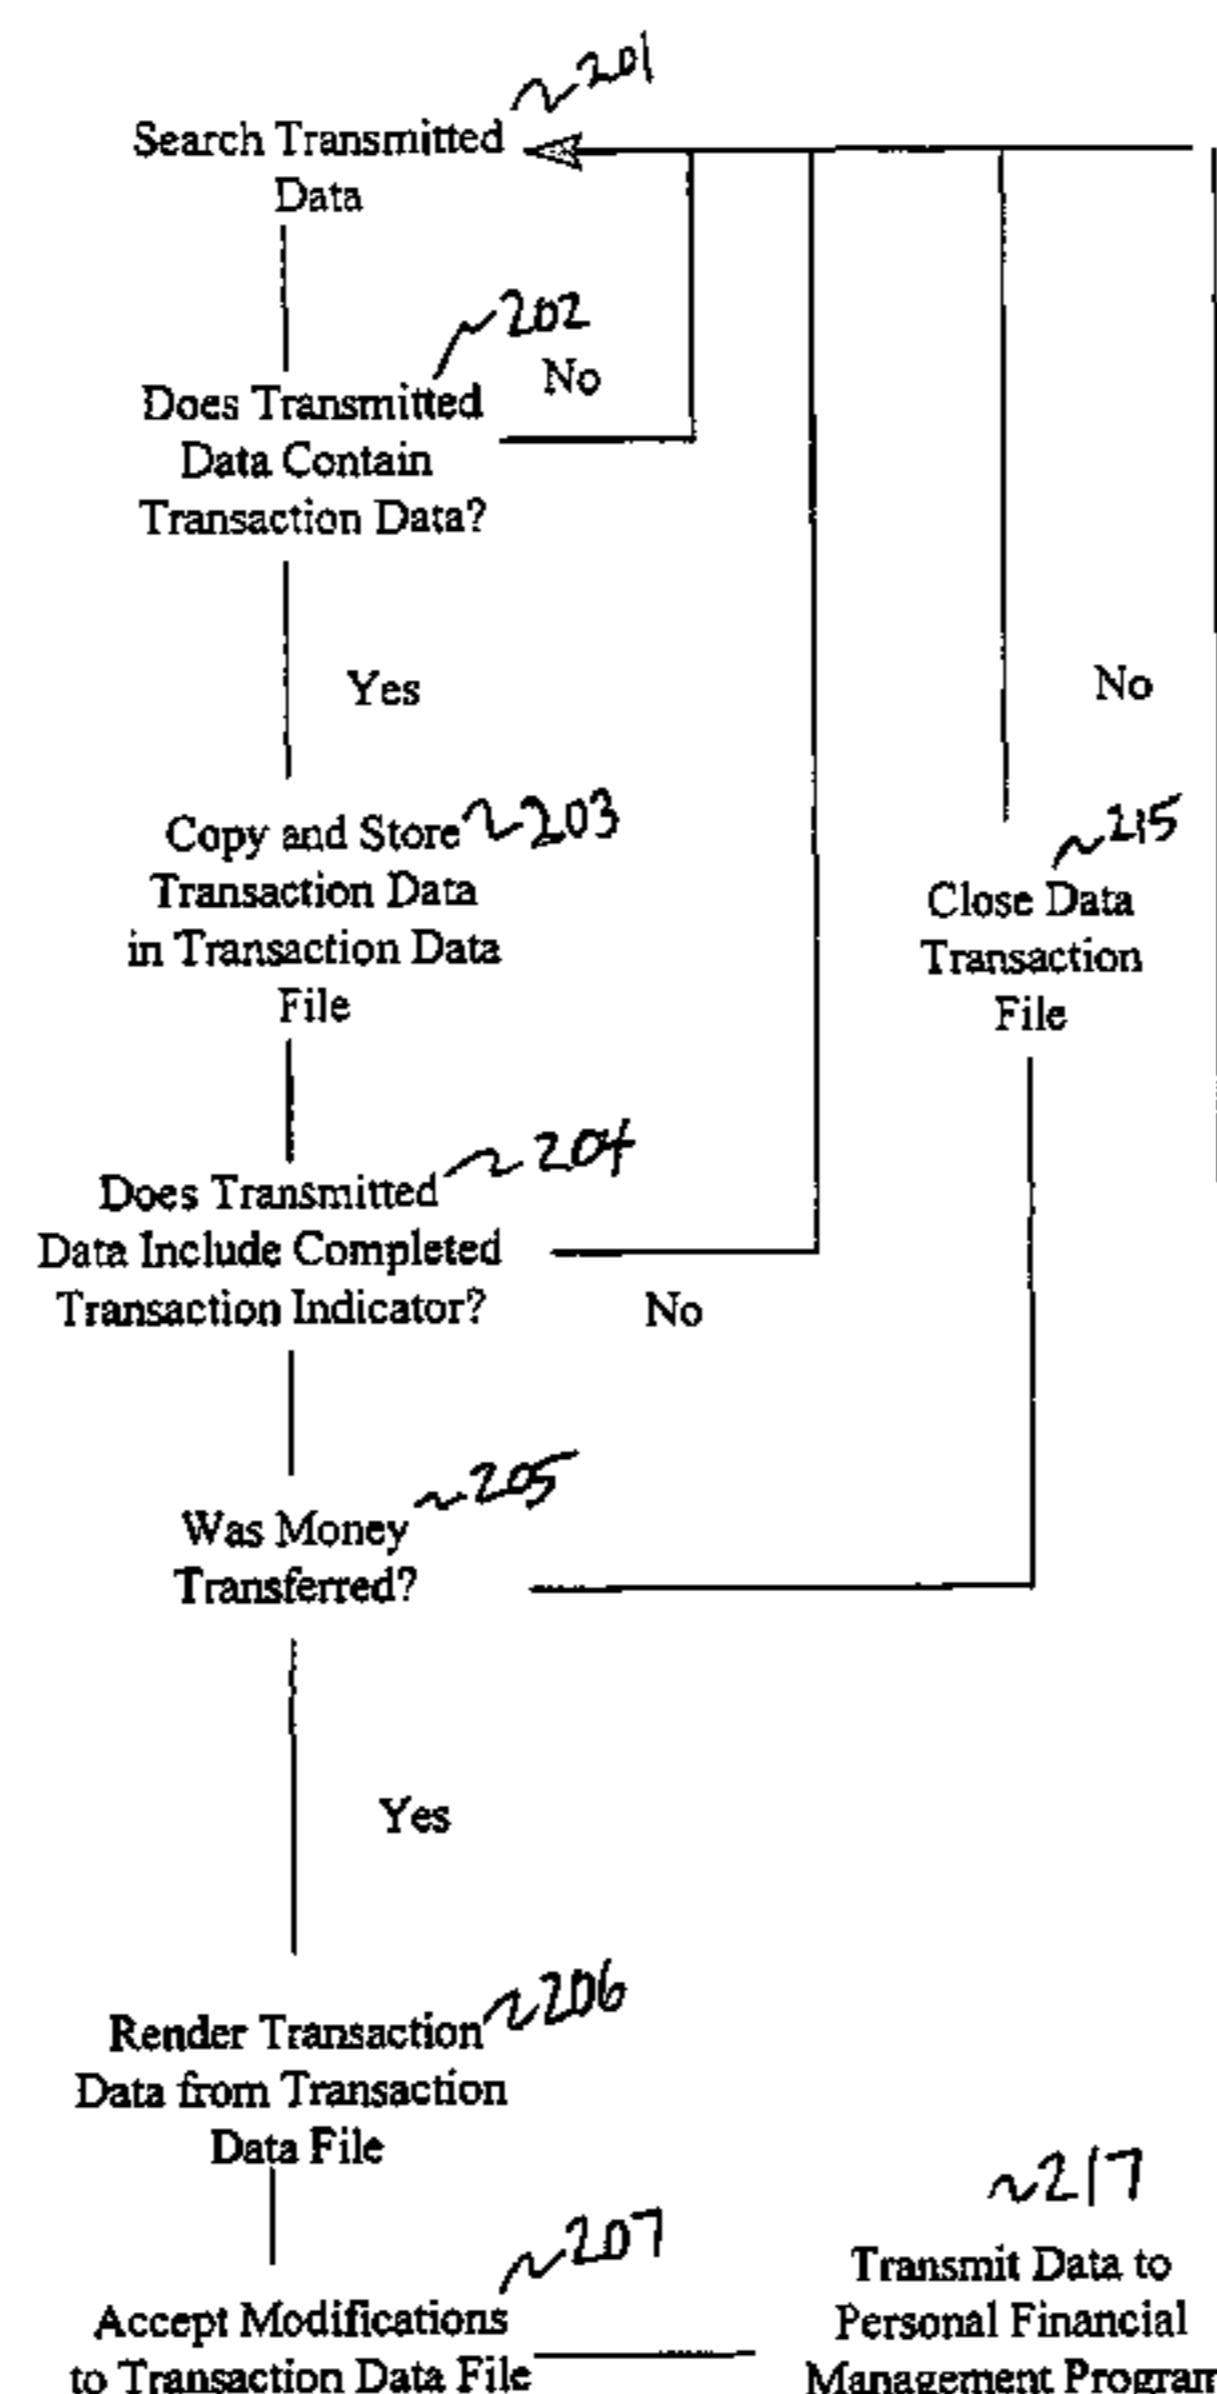 201
Search Transmitted
Data
202
No
Does Transmitted
Data Contain
Transaction Data?
Yes
No
203
Copy and Store
Transaction Data
in Transaction Data
File
215
Close Data
Transaction
File
204
Does Transmitted
Data Include Completed
Transaction Indicator?
No
205
Was Money
Transferred?
Yes
206
Render Transaction
Data from Transaction
Data File
207
Accept Modifications
to Transaction Data File
217
Transmit Data to
Personal Financial
Management Program